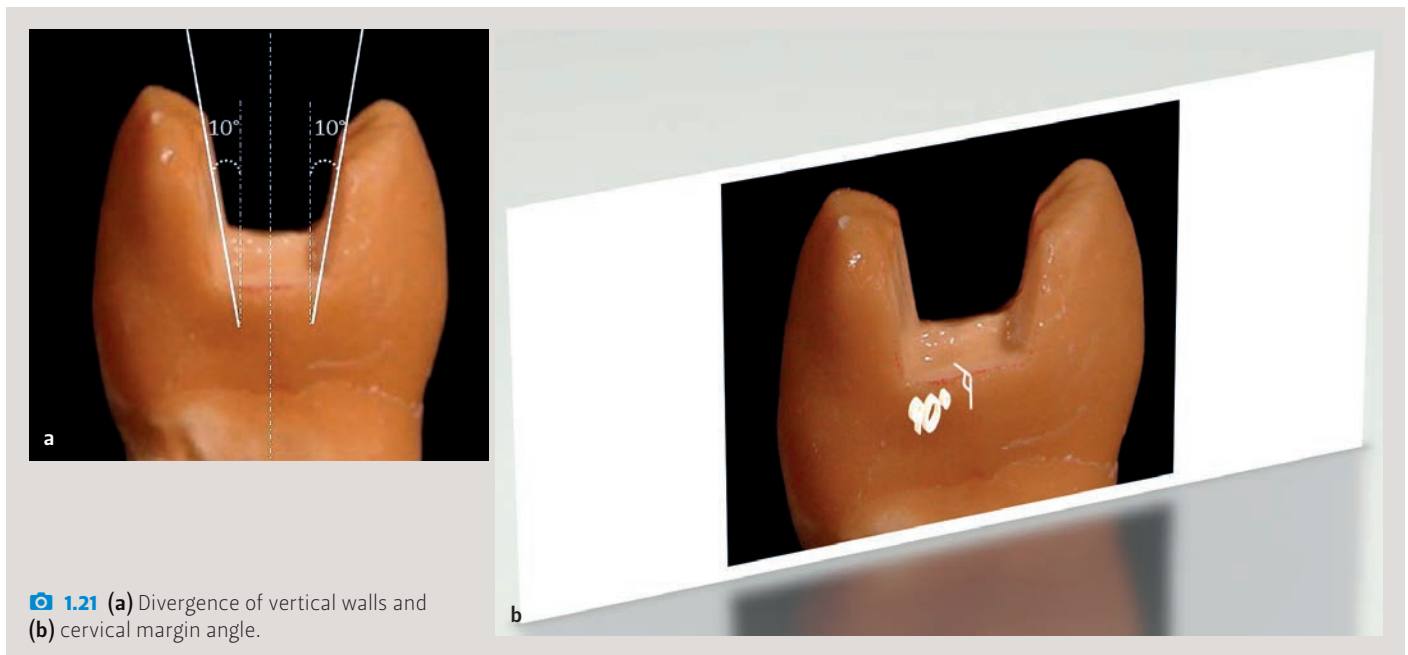 10° 10°
a
90°
b
1.21 (a) Divergence of vertical walls and
(b) cervical margin angle.